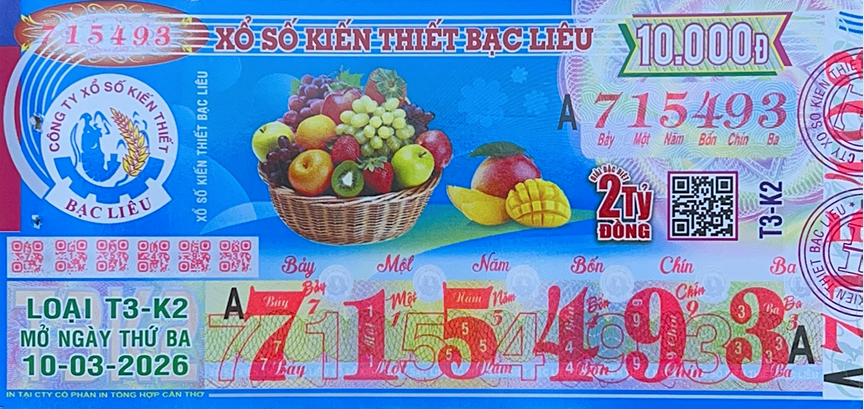 715493
XỔ SỐ KIẾN THIẾT BẠC LIÊU
10.000Đ
CÔNG TY XỔ SỐ KIẾN THIẾT
BẠC LIÊU
XỔ SỐ KIẾN THIẾT BẠC LIÊU
A 715493
Bảy Một Năm Bốn Chín Ba
GIẢI ĐẶC BIỆT
2 TỶ
ĐỒNG
T3-K2
Bảy Một Năm Bốn Chín Ba
LOẠI T3-K2
MỞ NGÀY THỨ BA
10-03-2026
A 715493 A
IN TẠI CTY CỔ PHẦN IN TỔNG HỢP CẦN THƠ